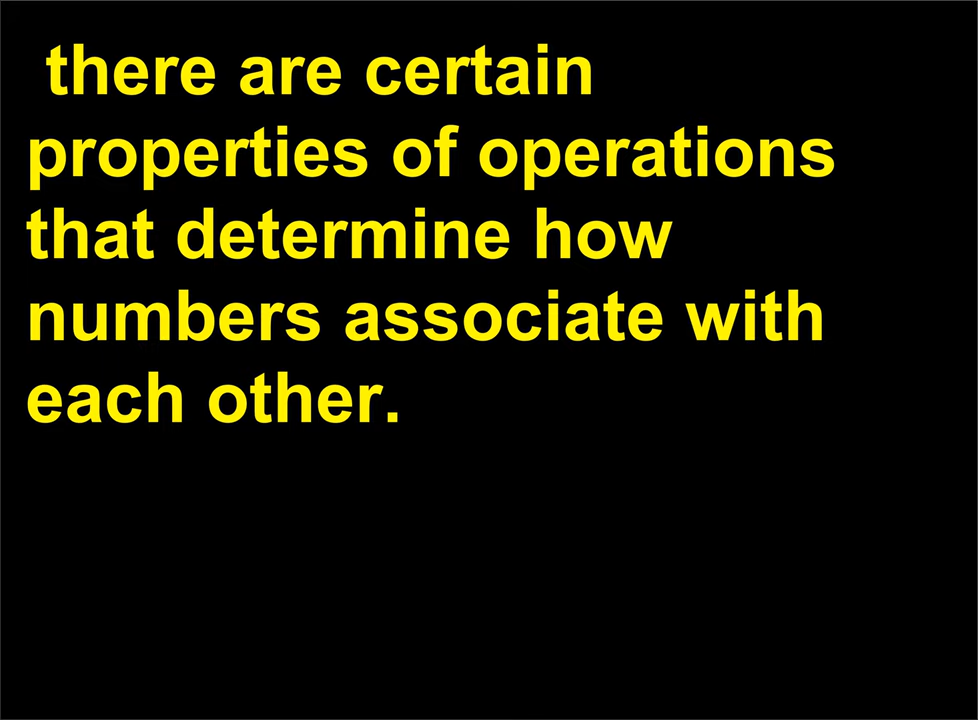 there are certain
properties of operations
that determine how
numbers associate with
each other.